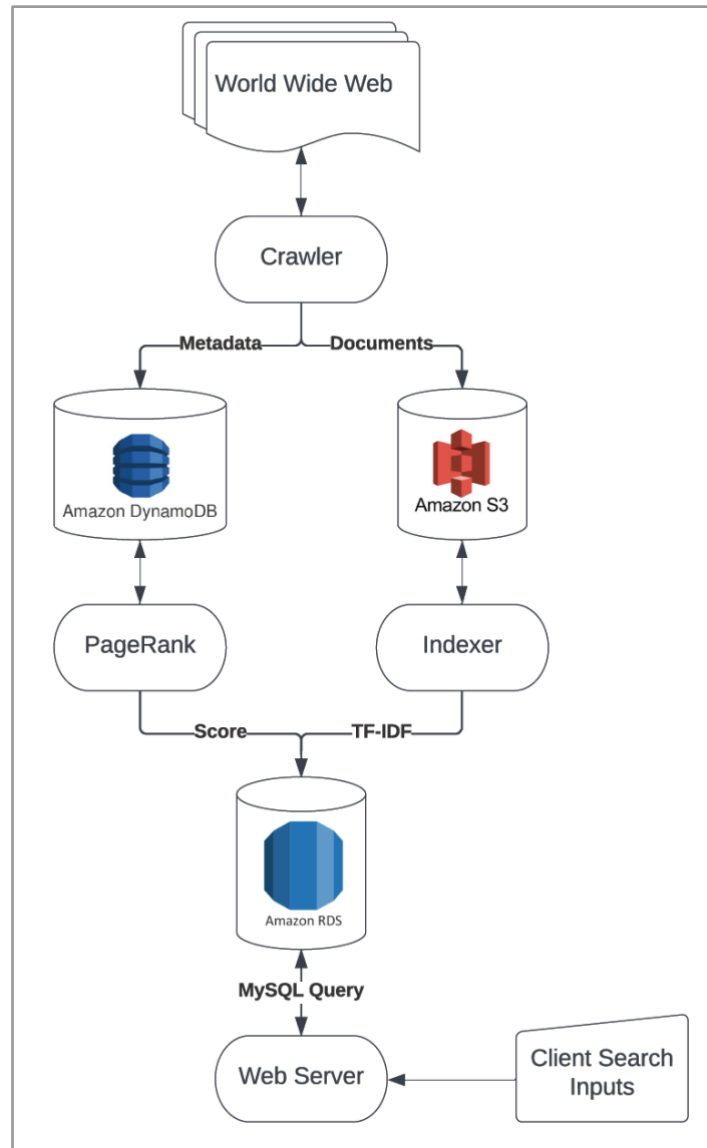 World Wide Web
Crawler
Metadata
Documents
Amazon DynamoDB
Amazon S3
PageRank
Indexer
Score
TF-IDF
Amazon RDS
MySQL Query
Web Server
Client Search
Inputs